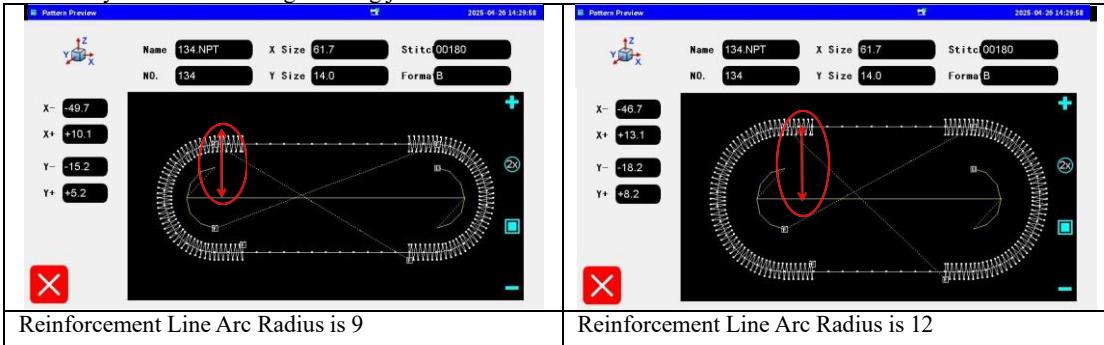 Pattern Preview
2025-04-26 14:29:58
Z
Y
X
Name 134.NPT
X Size 61.7
Stitc 00180
NO. 134
Y Size 14.0
Forma B
X- -49.7
X+ +10.1
Y- -15.2
Y+ +5.2
2x
Reinforcement Line Arc Radius is 9
Pattern Preview
2025-04-26 14:29:58
Z
Y
X
Name 134.NPT
X Size 61.7
Stitc 00180
NO. 134
Y Size 14.0
Forma B
X- -46.7
X+ +13.1
Y- -18.2
Y+ +8.2
2x
Reinforcement Line Arc Radius is 12